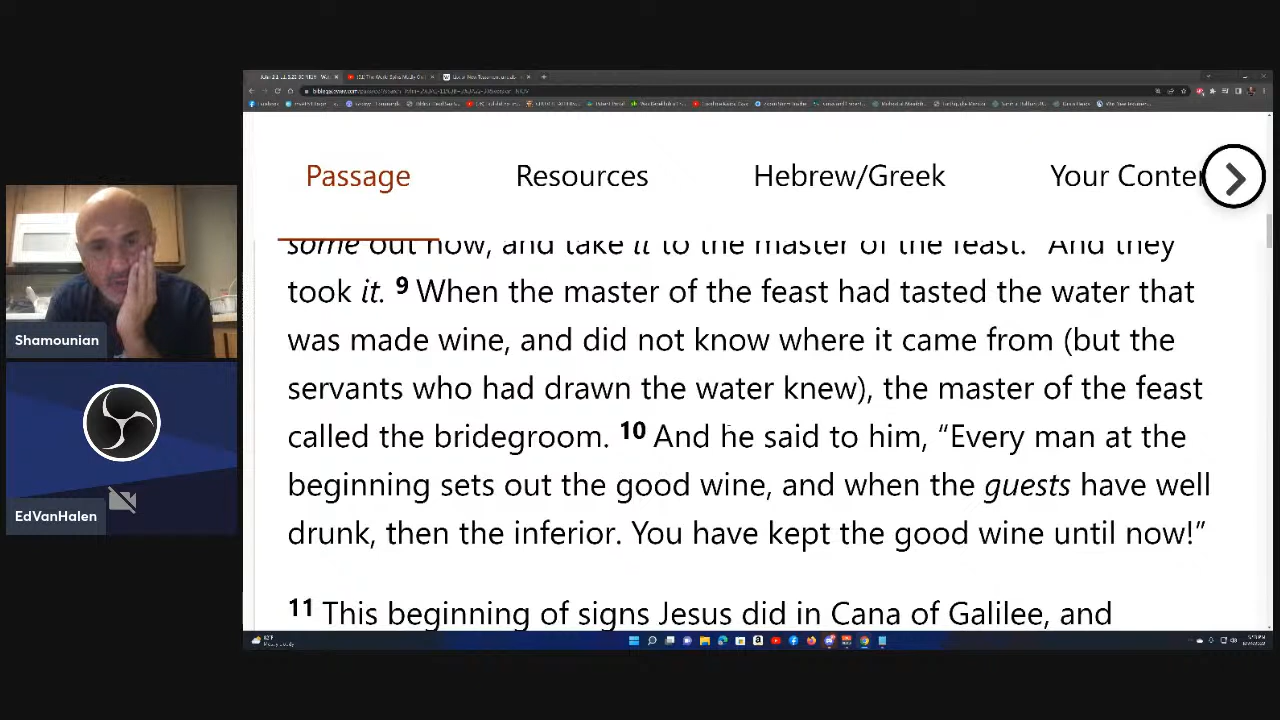 Passage
Resources
Hebrew/Greek
Your Conter
some out now, and take it to the master of the feast." And they
took it. 9 When the master of the feast had tasted the water that
was made wine, and did not know where it came from (but the
servants who had drawn the water knew), the master of the feast
called the bridegroom. 10 And he said to him, “Every man at the
beginning sets out the good wine, and when the guests have well
drunk, then the inferior. You have kept the good wine until now!”
11 This beginning of signs Jesus did in Cana of Galilee, and
Shamounian
EdVanHalen